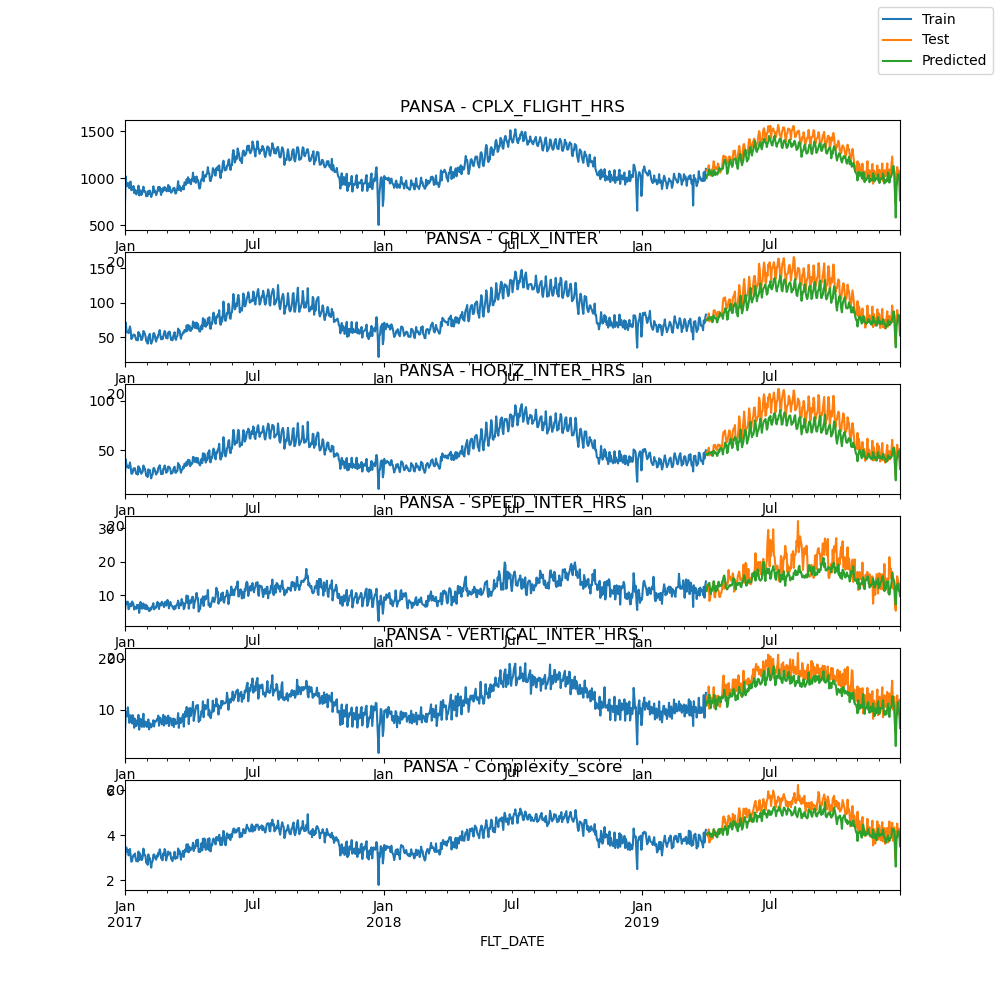 Train
Test
Predicted
PANSA - CPLX_FLIGHT_HRS
1500
1000
500
Jan Jul Jan Jul Jan Jul
PANSA - CPLX_INTER
150
100
50
Jan Jul Jan Jul Jan Jul
PANSA - HORIZ_INTER_HRS
100
50
Jan Jul Jan Jul Jan Jul
PANSA - SPEED_INTER_HRS
30
20
10
Jan Jul Jan Jul Jan Jul
PANSA - VERTICAL_INTER_HRS
20
10
Jan Jul Jan Jul Jan Jul
PANSA - Complexity_score
6
4
2
Jan Jul Jan Jul Jan Jul
2017 2018 2019
FLT_DATE